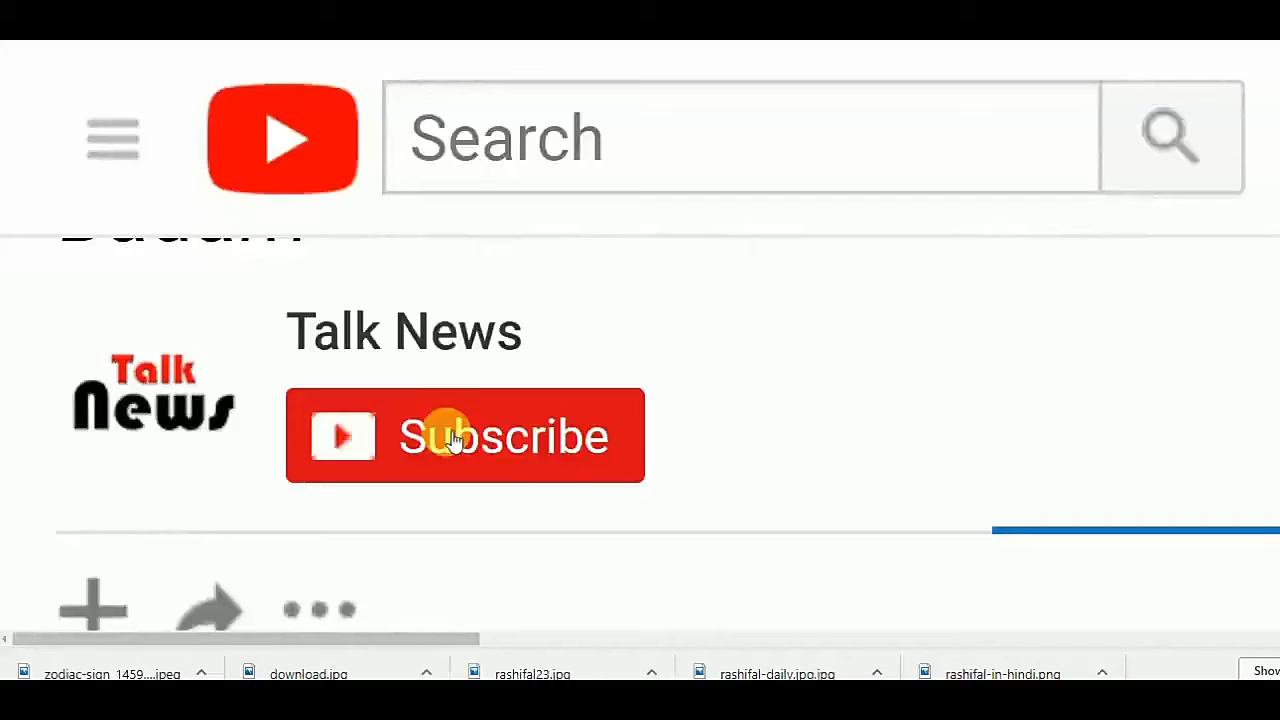 Search
Talk News
Talk
News
Subscribe
zodiac-sign_1459....jpeg
download.jpg
rashifal23.jpg
rashifal-daily.jpg.jpg
rashifal-in-hindi.png